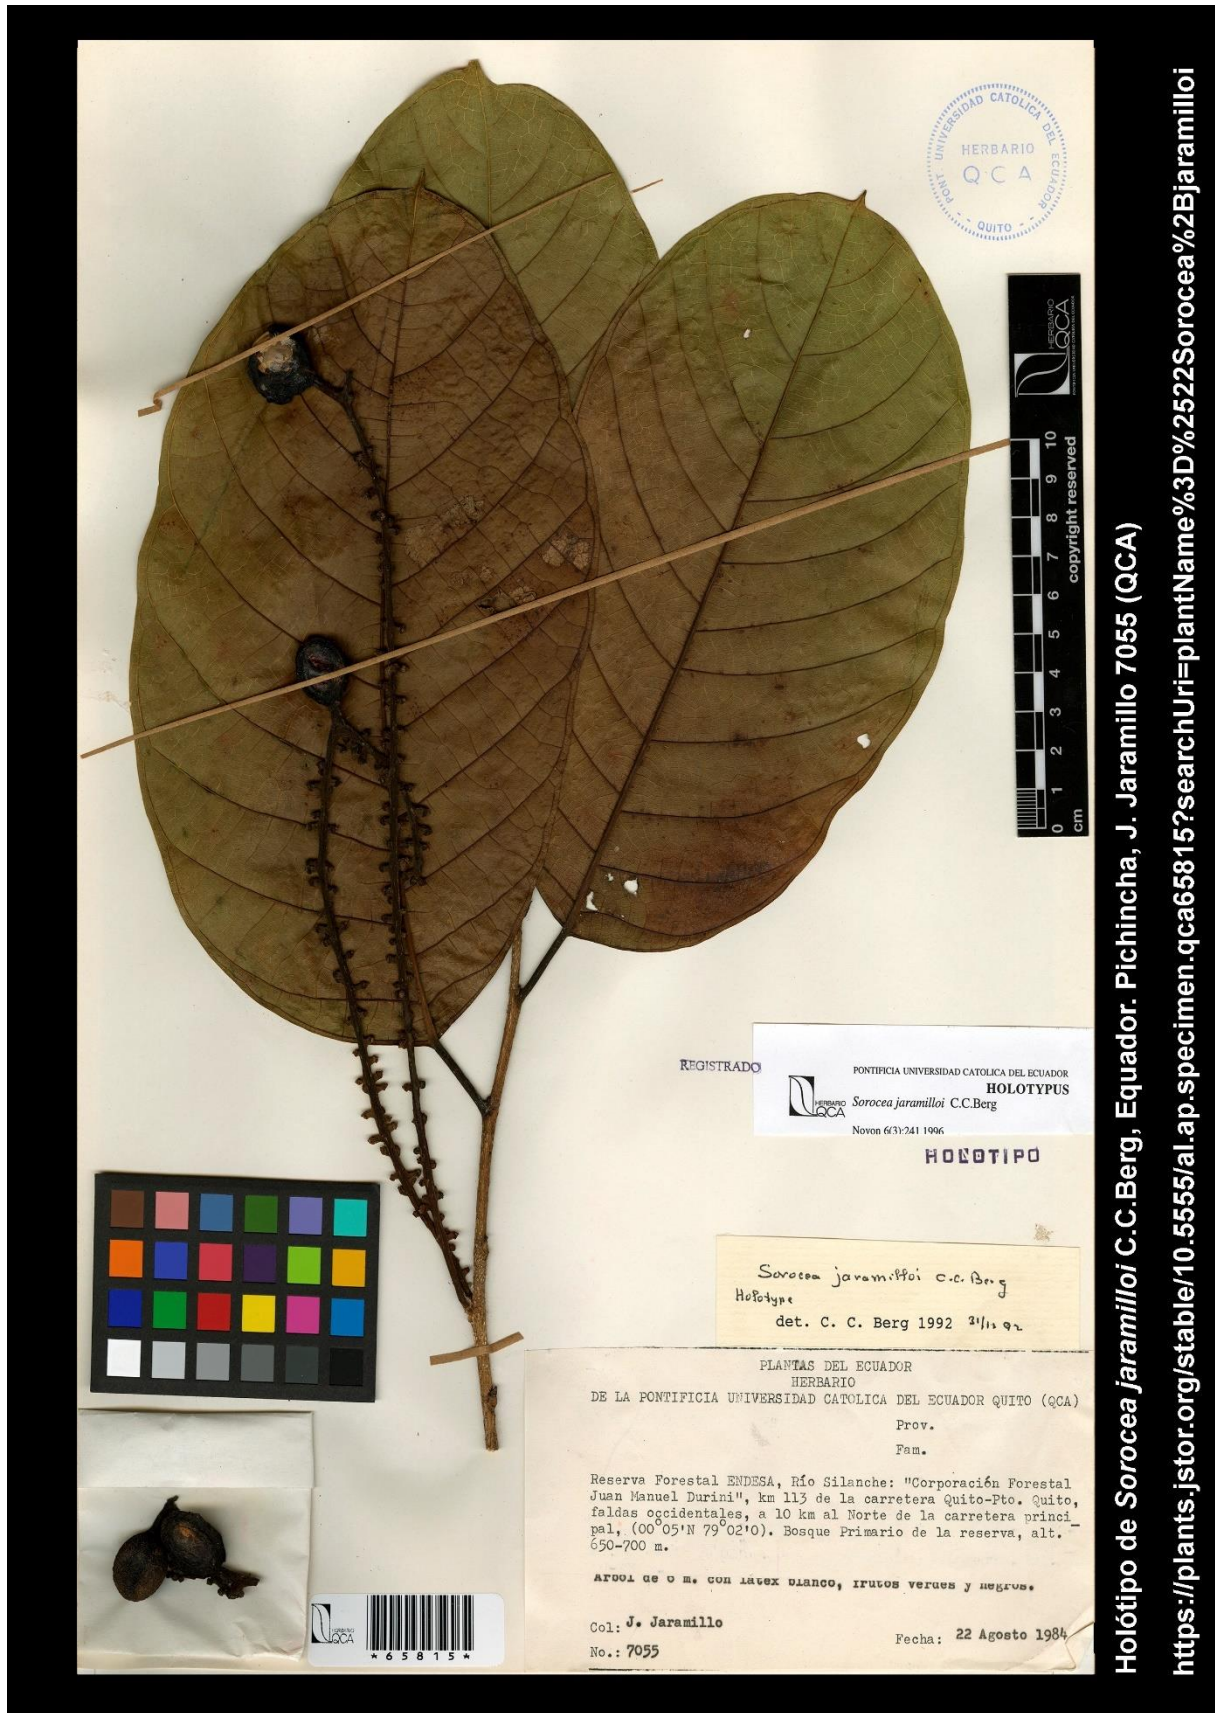 PONT. UNIVERSIDAD CATOLICA DEL ECUADOR
HERBARIO
QCA
- QUITO -
HERBARIO
QCA
10
9
8
7
6
5
4
3
2
1
0
cm
copyright reserved
REGISTRADO
PONTIFICIA UNIVERSIDAD CATOLICA DEL ECUADOR
HOLOTYPUS
HERBARIO
QCA
Sorocea jaramilloi C.C.Berg
Novon 6(3):241 1996
HOLOTIPO
Sorocea jaramilloi C.C. Berg
Holotype
det. C. C. Berg 1992
PLANTAS DEL ECUADOR
HERBARIO
DE LA PONTIFICIA UNIVERSIDAD CATOLICA DEL ECUADOR QUITO (QCA)
Prov.
Fam.
Reserva Forestal ENDESA, Río Silanche: "Corporación Forestal
Juan Manuel Durini", km 113 de la carretera Quito-Pto. Quito,
faldas occidentales, a 10 km al Norte de la carretera princi_
pal, (00°05'N 79°02'0). Bosque Primario de la reserva, alt.
650-700 m.
Arbol de 6 m. con latex blanco, frutos verdes y negros.
Col: J. Jaramillo
Fecha: 22 Agosto 1984
No.: 7055
HERBARIO
QCA
*65815*
Holótipo de Sorocea jaramilloi C.C.Berg, Equador. Pichincha, J. Jaramillo 7055 (QCA)
https://plants.jstor.org/stable/10.5555/al.ap.specimen.qca65815?searchUri=plantName%3D%2522Sorocea%2Bjaramilloi